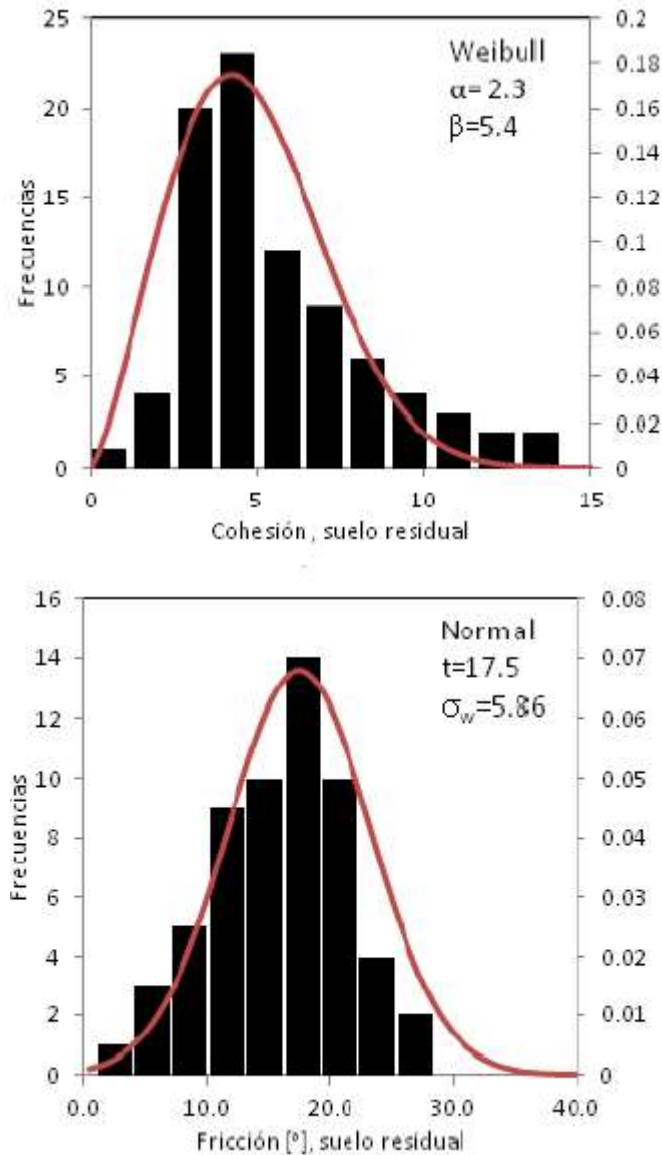 25
20
15
10
5
0
Frecuencias
Weibull
α= 2.3
β=5.4
0.2
0.18
0.16
0.14
0.12
0.1
0.08
0.06
0.04
0.02
0
0 5 10 15
Cohesión, suelo residual
16
14
12
10
8
6
4
2
0
Frecuencias
Normal
t=17.5
σw=5.86
0.08
0.07
0.06
0.05
0.04
0.03
0.02
0.01
0
0.0 10.0 20.0 30.0 40.0
Fricción [º], suelo residual